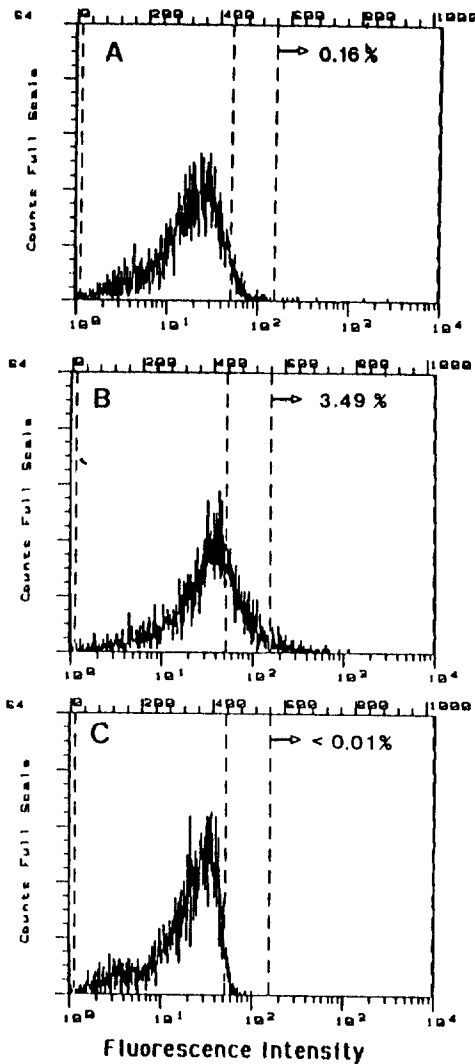 64 0 200 400 600 800 1000
A
0.16 %
Counts Full Scale
10⁰ 10¹ 10² 10³ 10⁴
64 0 200 400 600 800 1000
B
3.49 %
Counts Full Scale
10⁰ 10¹ 10² 10³ 10⁴
64 0 200 400 600 800 1000
C
< 0.01 %
Counts Full Scale
10⁰ 10¹ 10² 10³ 10⁴
Fluorescence Intensity